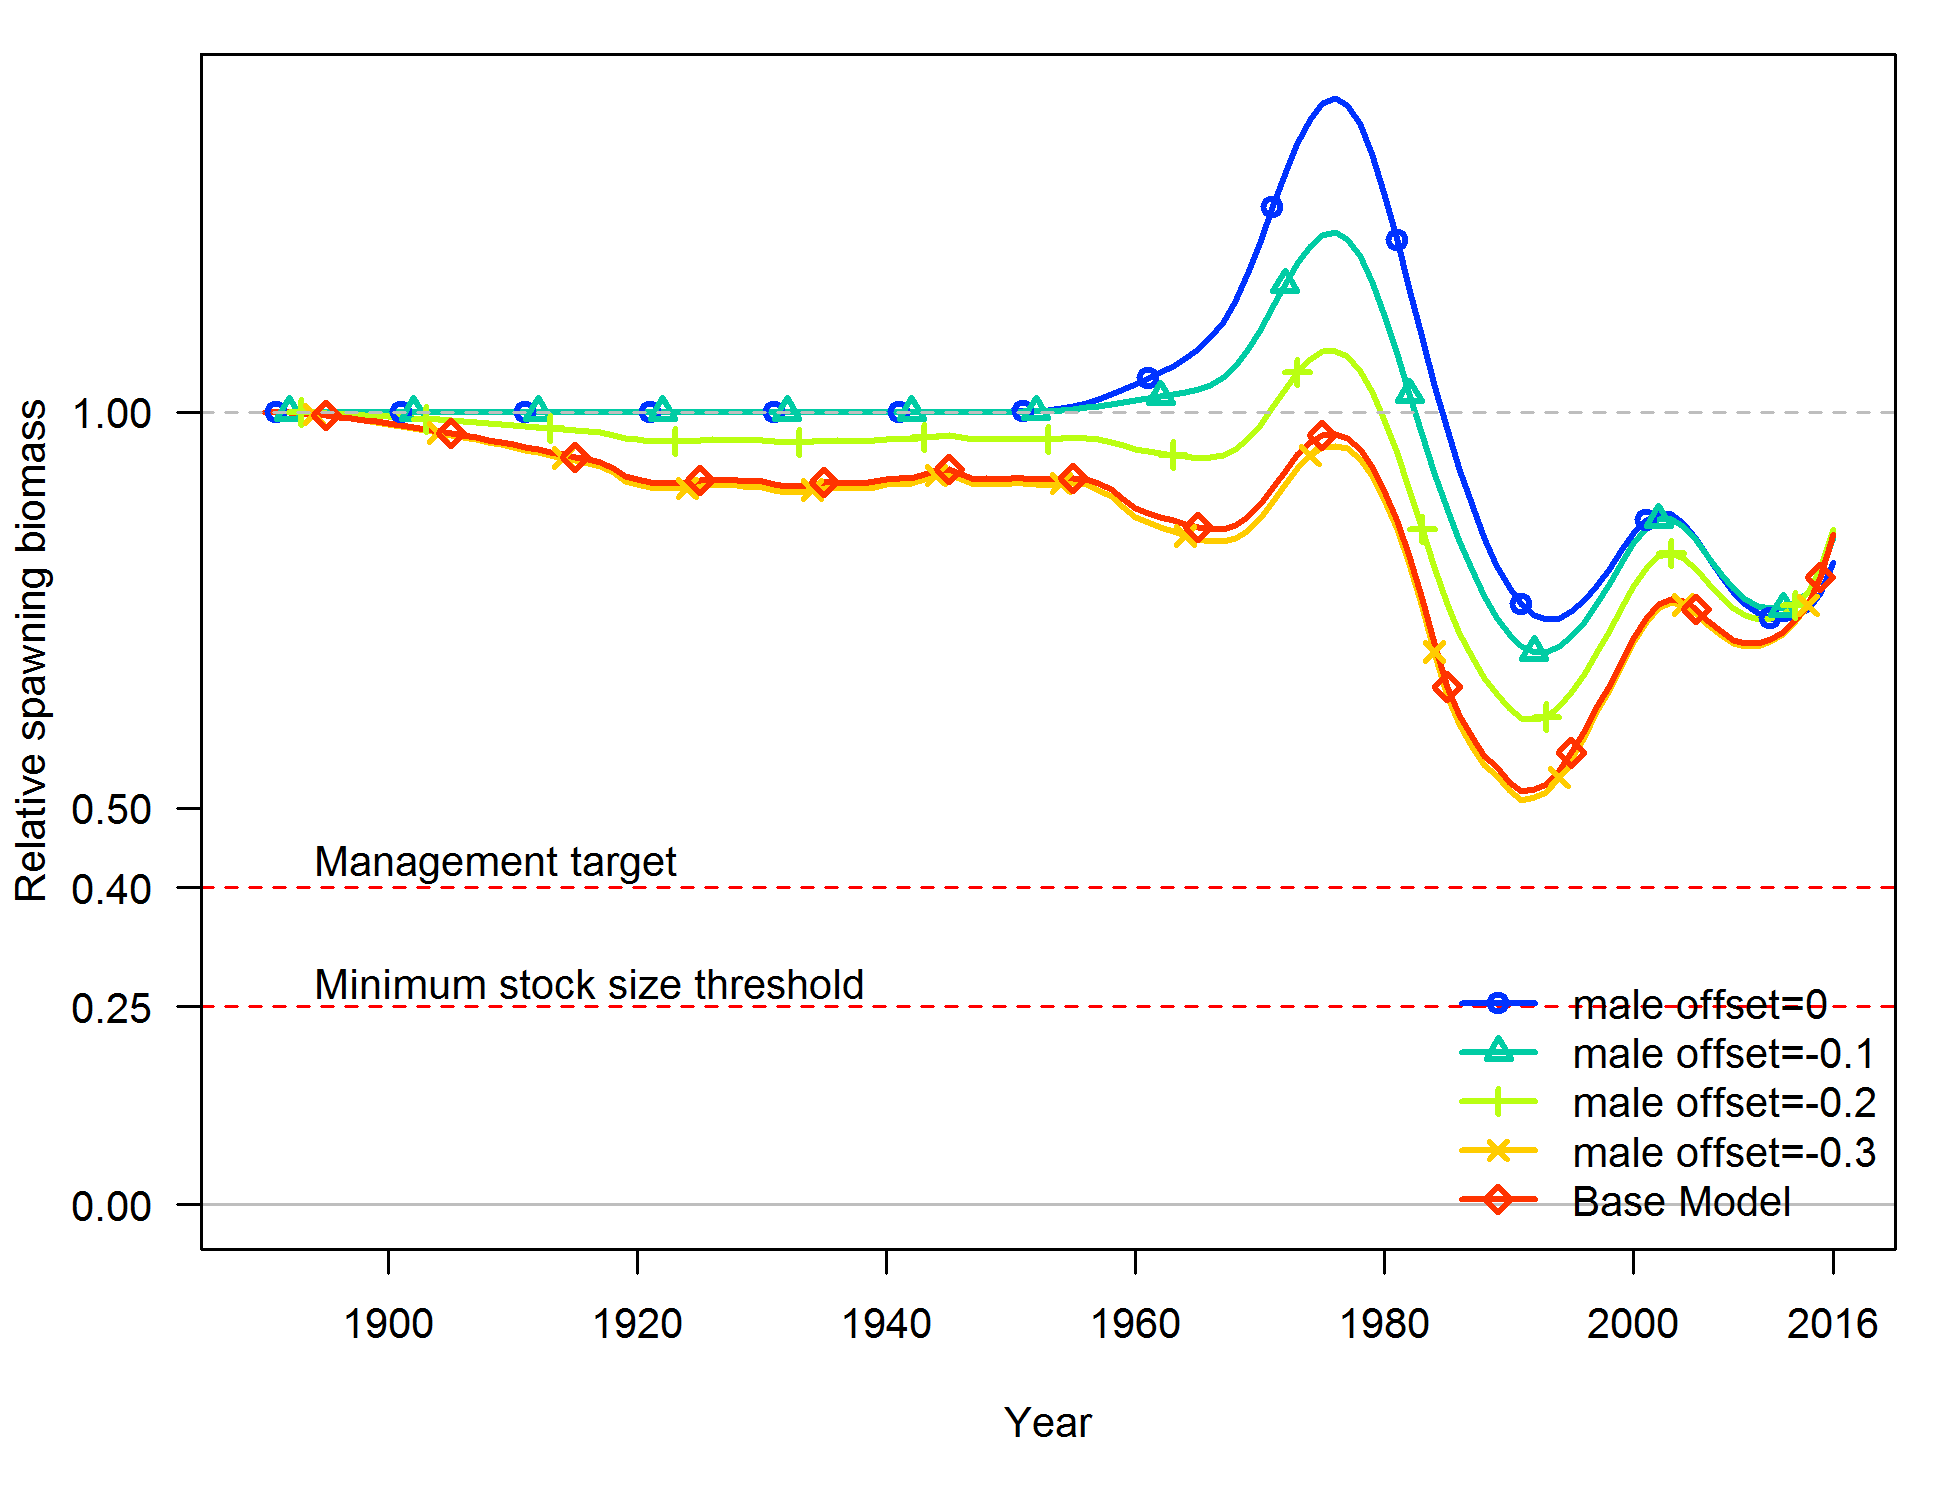 Relative spawning biomass
1.00
0.50
0.40
0.25
0.00
Management target
Minimum stock size threshold
male offset=0
male offset=-0.1
male offset=-0.2
male offset=-0.3
Base Model
1900
1920
1940
1960
1980
2000
2016
Year